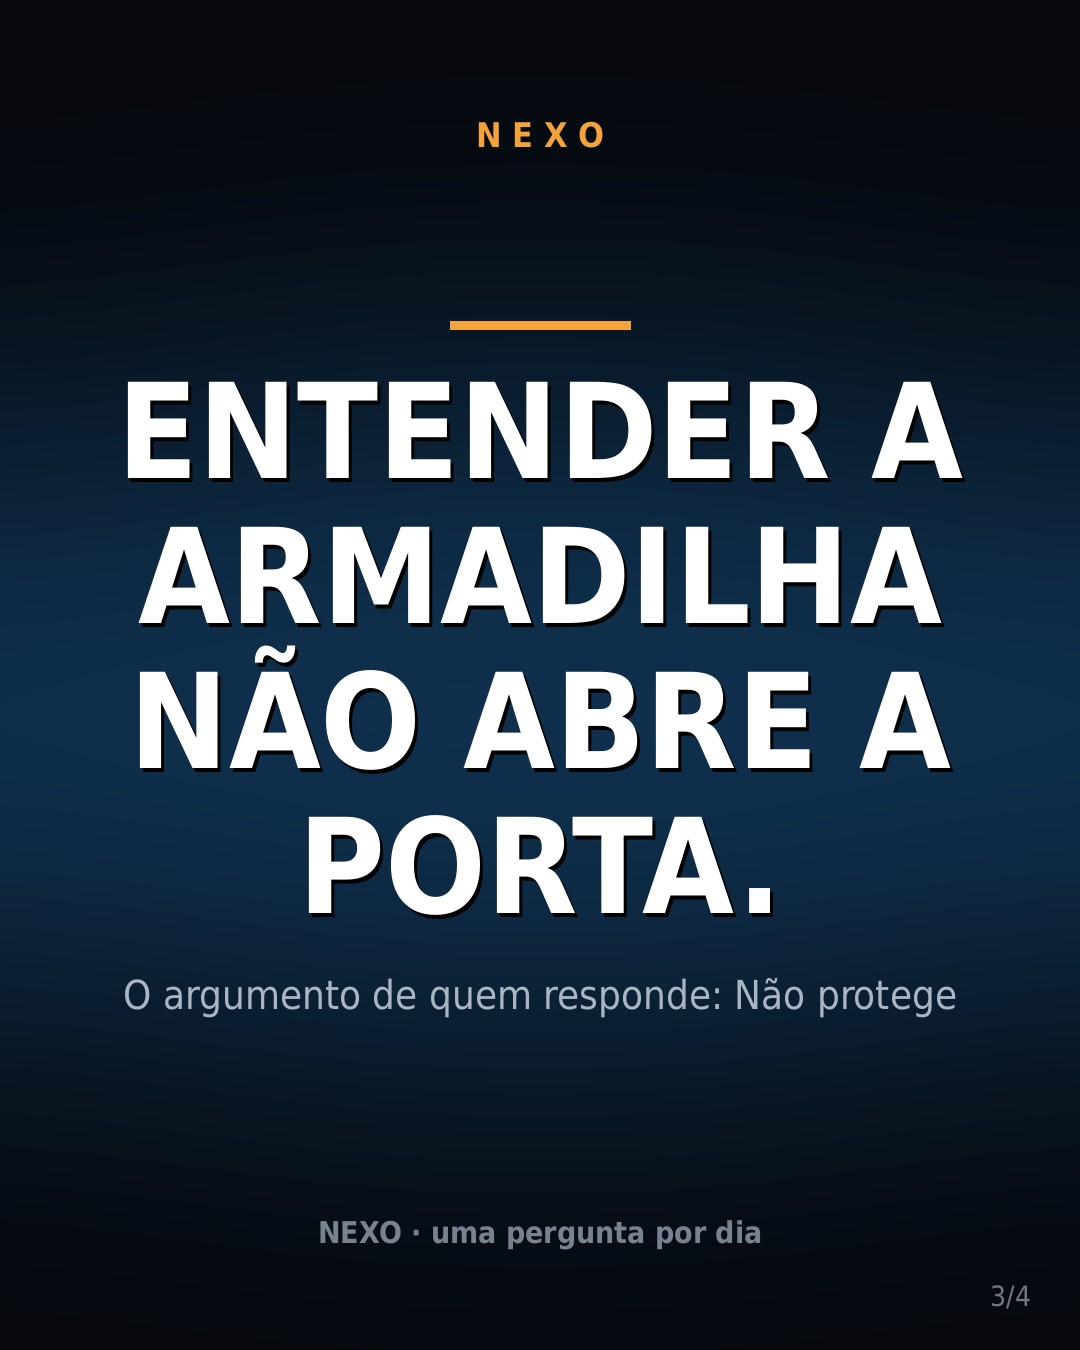 NEXO
ENTENDER A
ARMADILHA
NÃO ABRE A
PORTA.
O argumento de quem responde: Não protege
NEXO · uma pergunta por dia
3/4